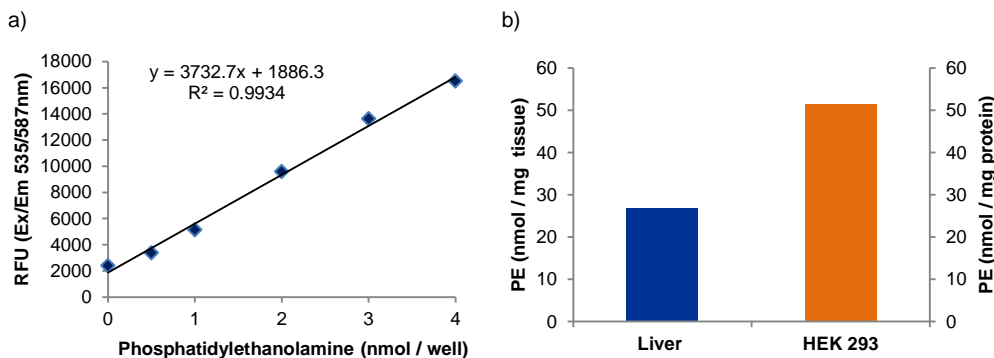 a)
y = 3732.7x + 1886.3
R² = 0.9934
RFU (Ex/Em 535/587nm)
18000
16000
14000
12000
10000
8000
6000
4000
2000
0
0 1 2 3 4
Phosphatidylethanolamine (nmol / well)
b)
PE (nmol / mg tissue)
60
50
40
30
20
10
0
Liver HEK 293
60
50
40
30
20
10
0
PE (nmol / mg protein)